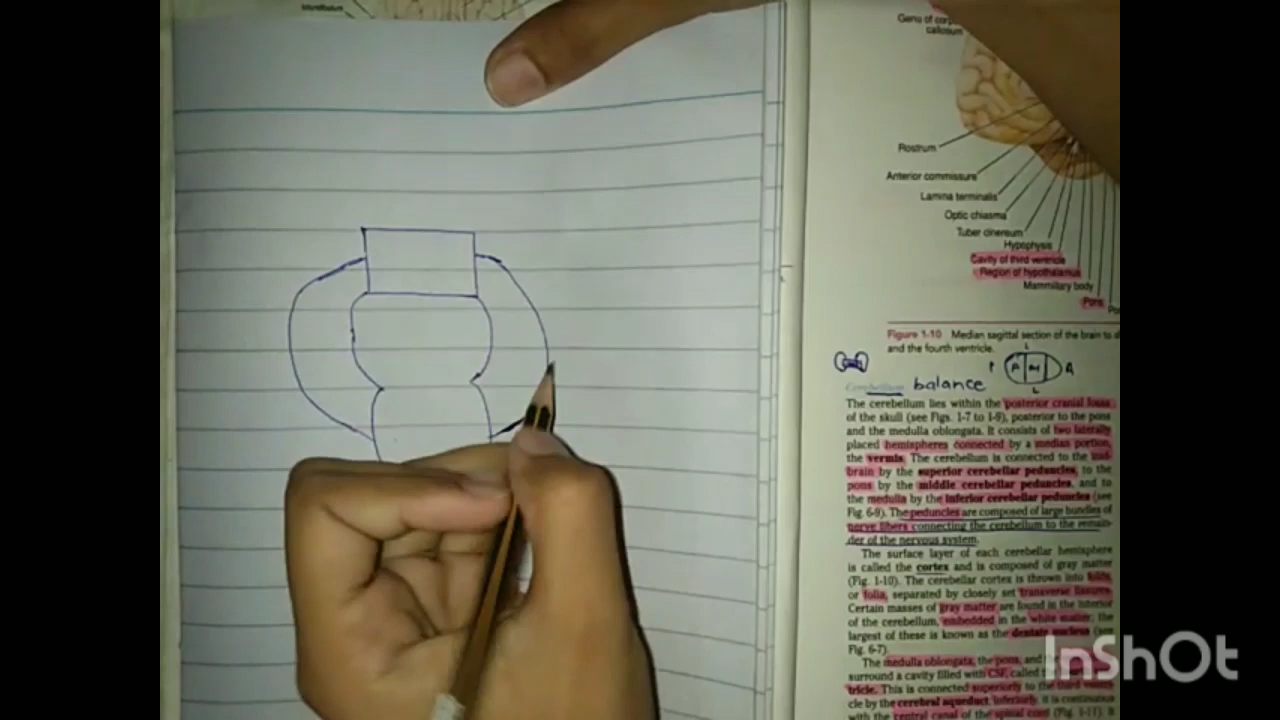 Mandibulum
Genu of corp
callosum
Rostrum
Anterior commissure
Lamina terminalis
Optic chiasma
Tuber cinereum
Hypophysis
Cavity of third ventricle
Region of hypothalamus
Mammillary body
Pons
Po
Figure 1-10 Median sagittal section of the brain to s
and the fourth ventricle.
L
P A M A
L
Cerebellum balance
The cerebellum lies within the posterior cranial fossa
of the skull (see Figs. 1-7 to 1-9), posterior to the pons
and the medulla oblongata. It consists of two laterally
placed hemispheres connected by a median portion,
the vermis. The cerebellum is connected to the mid-
brain by the superior cerebellar peduncles, to the
pons by the middle cerebellar peduncles, and to
the medulla by the inferior cerebellar peduncles (see
Fig. 6-9). The peduncles are composed of large bundles of
nerve fibers connecting the cerebellum to the remain-
der of the nervous system.
The surface layer of each cerebellar hemisphere
is called the cortex and is composed of gray matter
(Fig. 1-10). The cerebellar cortex is thrown into folds,
or folia, separated by closely set transverse fissures.
Certain masses of gray matter are found in the interior
of the cerebellum, embedded in the white matter; the
largest of these is known as the dentate nucleus (see
Fig. 6-7).
The medulla oblongata, the pons, and
surround a cavity filled with CSF, called
tricle. This is connected superiorly to the third ventri-
cle by the cerebral aqueduct. Inferiorly, it is continuous
with the central canal of the spinal cord (Fig. 1-11). It
InShOt